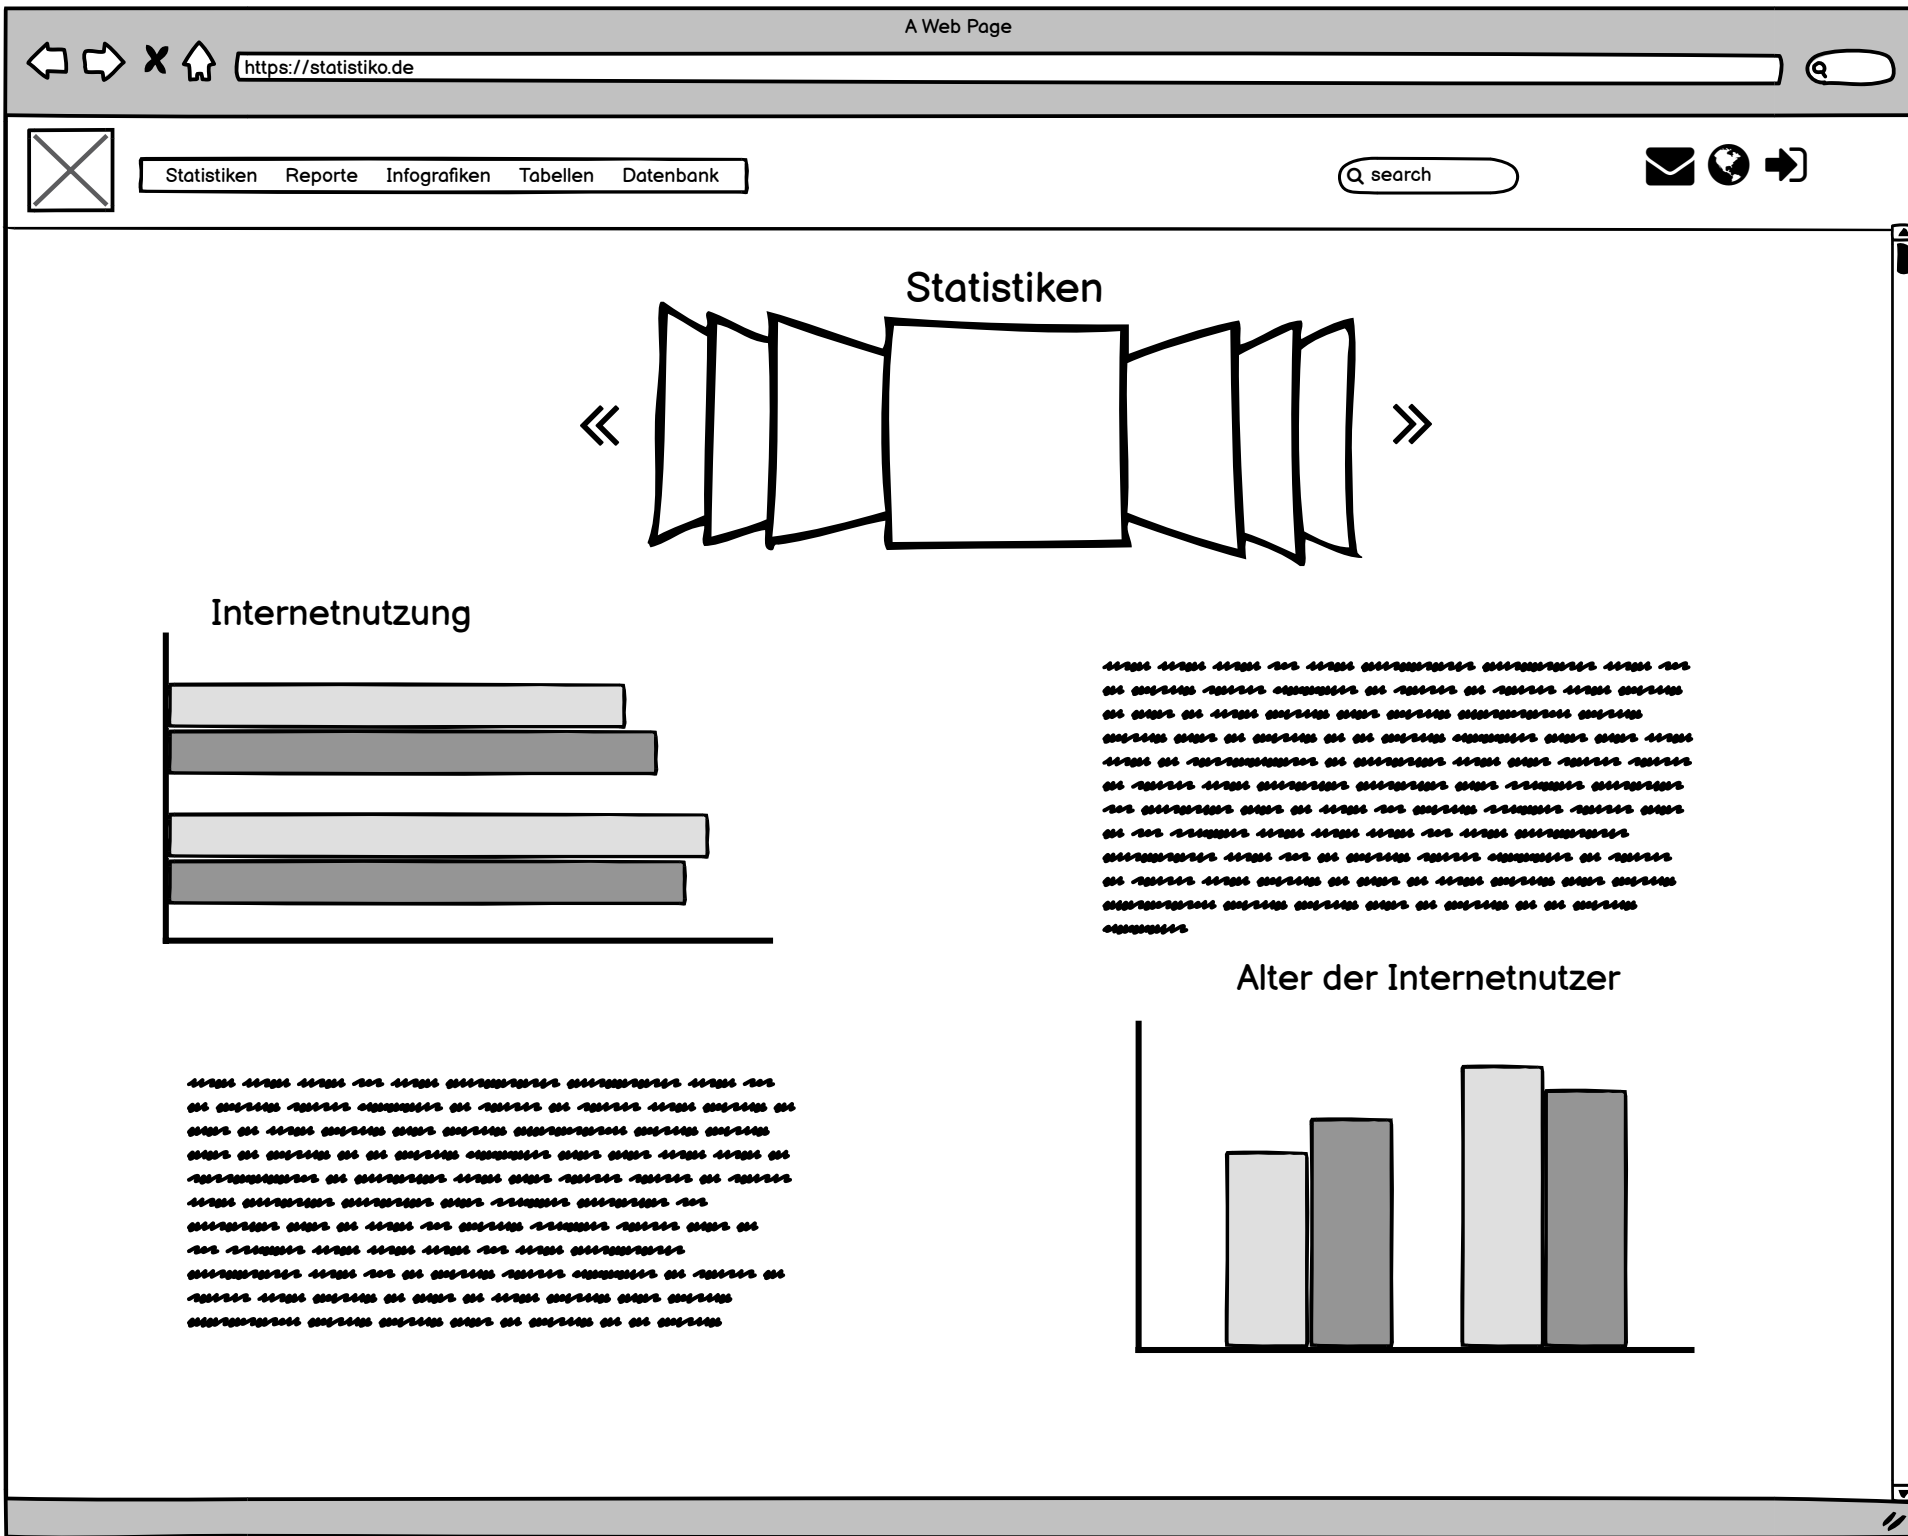 A Web Page
https://statistiko.de
Statistiken Reporte Infografiken Tabellen Datenbank
search
Statistiken
Internetnutzung
Alter der Internetnutzer